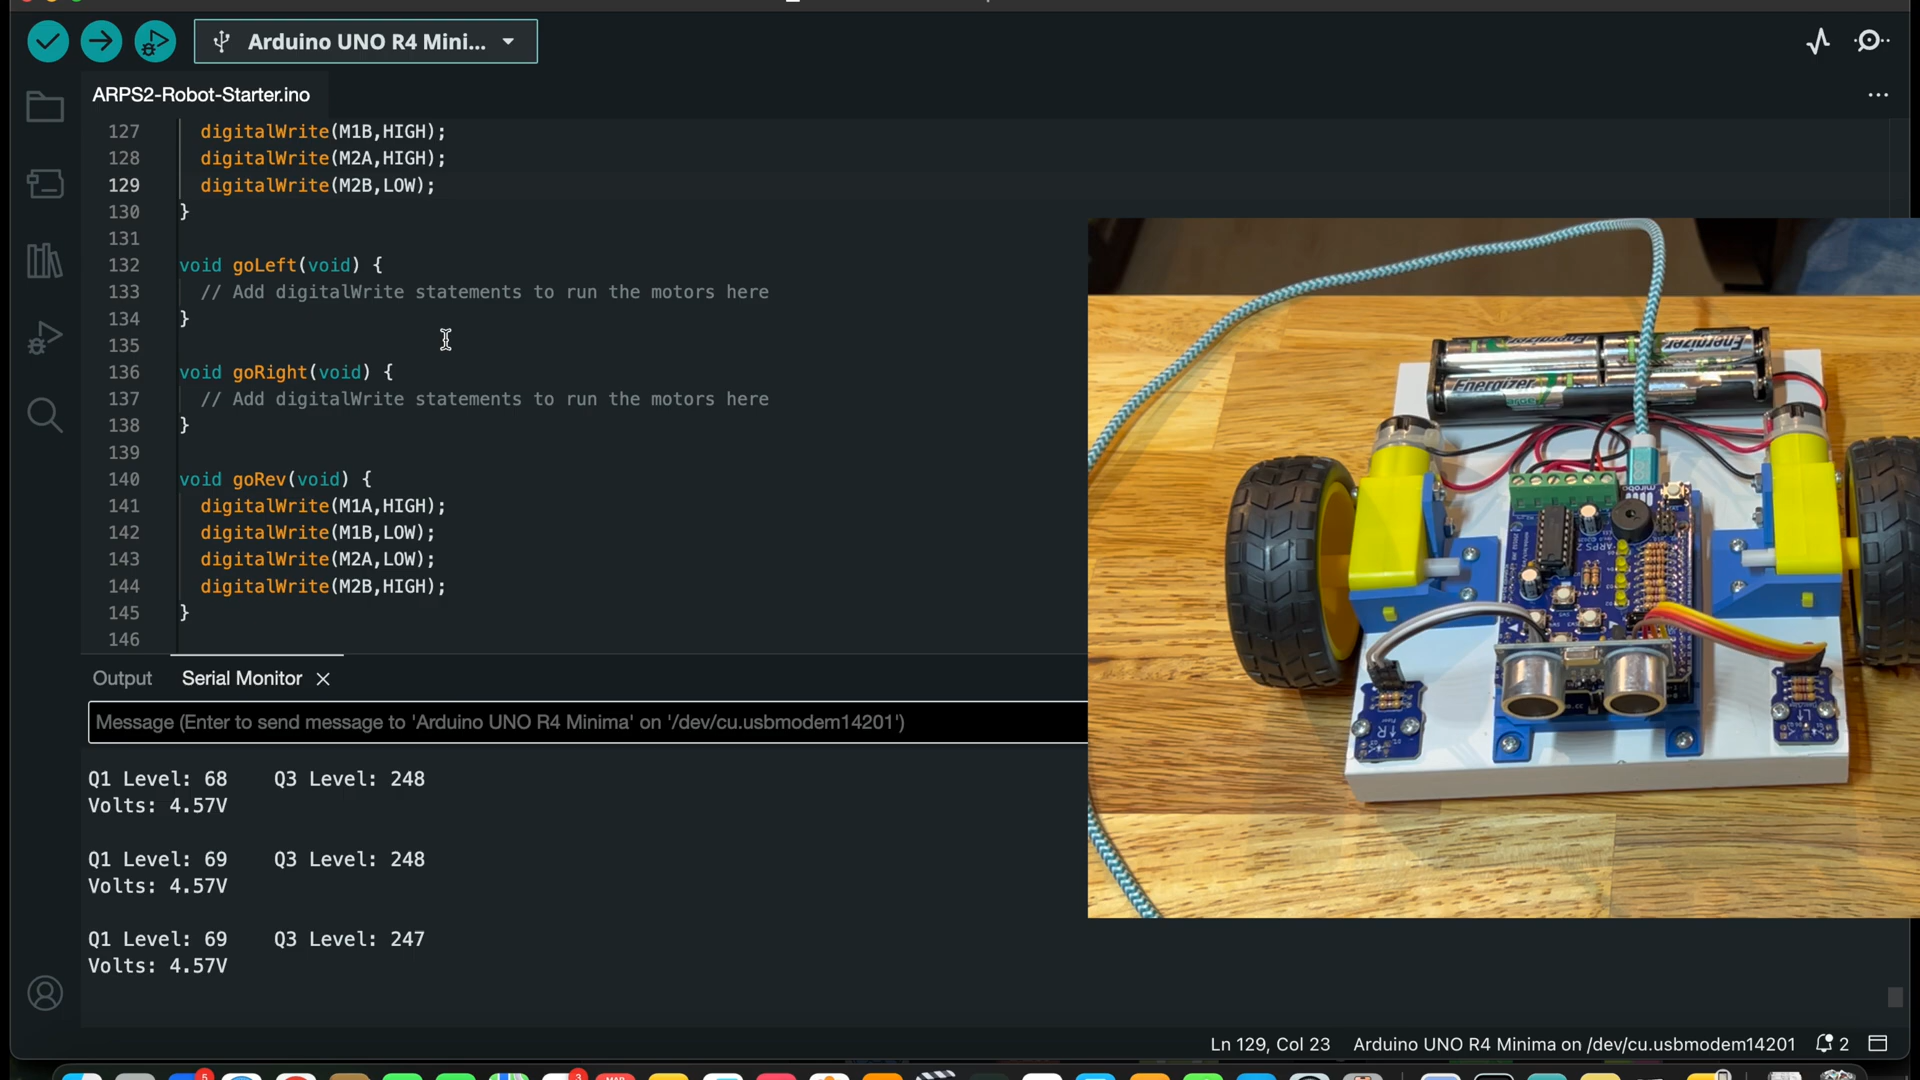 Arduino UNO R4 Mini...
ARPS2-Robot-Starter.ino
127 digitalWrite(M1B,HIGH);
128 digitalWrite(M2A,HIGH);
129 digitalWrite(M2B,LOW);
130 }
131
132 void goLeft(void) {
133 // Add digitalWrite statements to run the motors here
134 }
135
136 void goRight(void) {
137 // Add digitalWrite statements to run the motors here
138 }
139
140 void goRev(void) {
141 digitalWrite(M1A,HIGH);
142 digitalWrite(M1B,LOW);
143 digitalWrite(M2A,LOW);
144 digitalWrite(M2B,HIGH);
145 }
146
Energizer
Energizer
ARPS 2
R
L
Output Serial Monitor
Message (Enter to send message to 'Arduino UNO R4 Minima' on '/dev/cu.usbmodem14201')
Q1 Level: 68 Q3 Level: 248
Volts: 4.57V
Q1 Level: 69 Q3 Level: 248
Volts: 4.57V
Q1 Level: 69 Q3 Level: 247
Volts: 4.57V
Ln 129, Col 23 Arduino UNO R4 Minima on /dev/cu.usbmodem14201 2
5 3